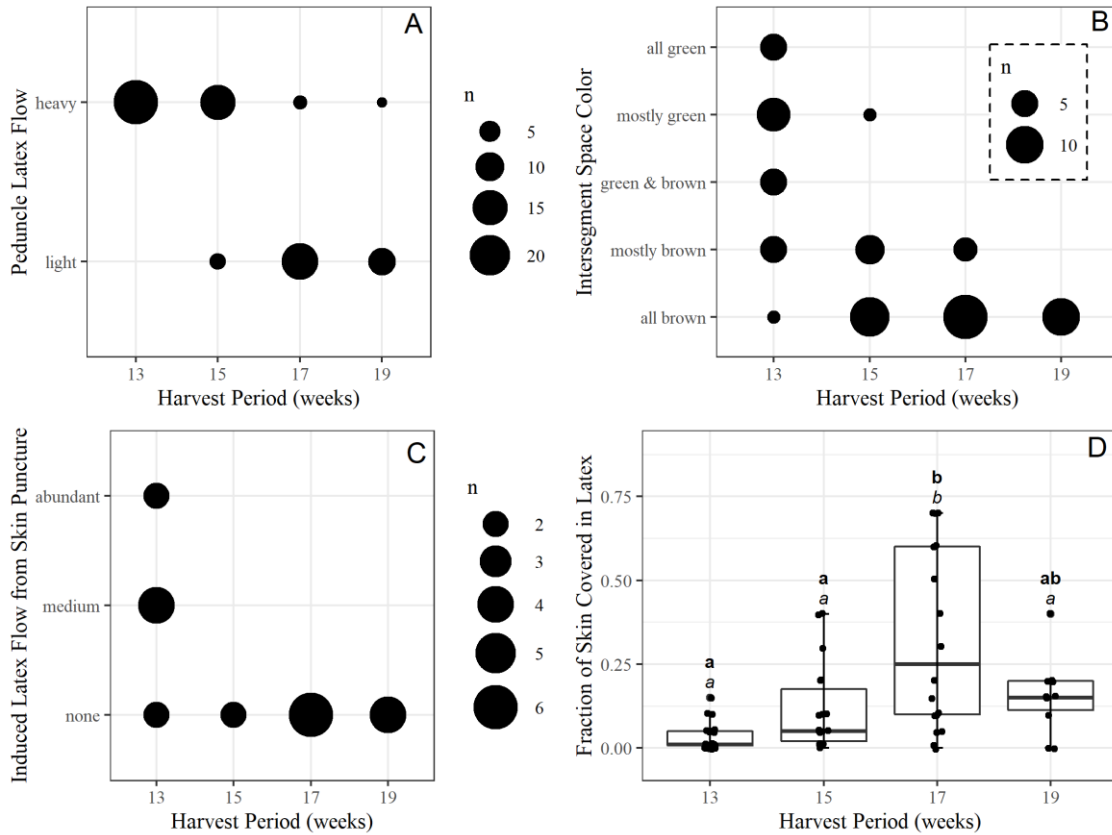 A
Peduncle Latex Flow
heavy
light
13
15
17
19
Harvest Period (weeks)
n
5
10
15
20
B
Intersegment Space Color
all green
mostly green
green & brown
mostly brown
all brown
13
15
17
19
Harvest Period (weeks)
n
5
10
C
Induced Latex Flow from Skin Puncture
abundant
medium
none
13
15
17
19
Harvest Period (weeks)
n
2
3
4
5
6
D
Fraction of Skin Covered in Latex
0.75
0.50
0.25
0.00
a
a
a
a
b
b
ab
a
13
15
17
19
Harvest Period (weeks)